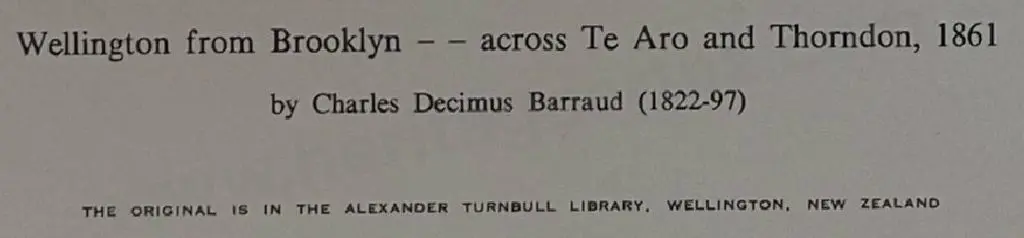 Wellington from Brooklyn – – across Te Aro and Thorndon, 1861
by Charles Decimus Barraud (1822-97)
THE ORIGINAL IS IN THE ALEXANDER TURNBULL LIBRARY, WELLINGTON, NEW ZEALAND